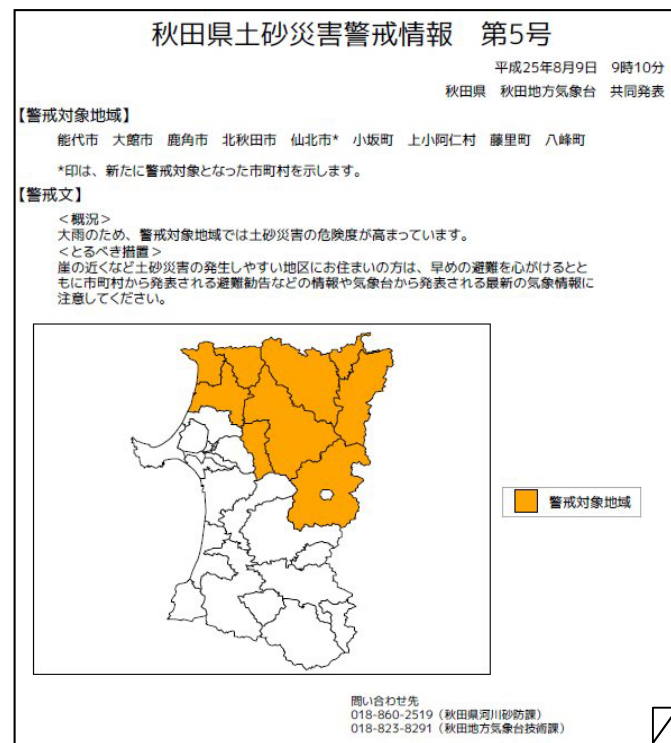 秋田県土砂災害警戒情報　第5号
平成25年8月9日　9時10分
秋田県　秋田地方気象台　共同発表
【警戒対象地域】
能代市　大館市　鹿角市　北秋田市　仙北市*　小坂町　上小阿仁村　藤里町　八峰町
*印は、新たに警戒対象となった市町村を示します。
【警戒文】
＜概況＞
大雨のため、警戒対象地域では土砂災害の危険度が高まっています。
＜とるべき措置＞
崖の近くなど土砂災害の発生しやすい地区にお住まいの方は、早めの避難を心がけるとと
もに市町村から発表される避難勧告などの情報や気象台から発表される最新の気象情報に
注意してください。
警戒対象地域
問い合わせ先
018-860-2519（秋田県河川砂防課）
018-823-8291（秋田地方気象台技術課）